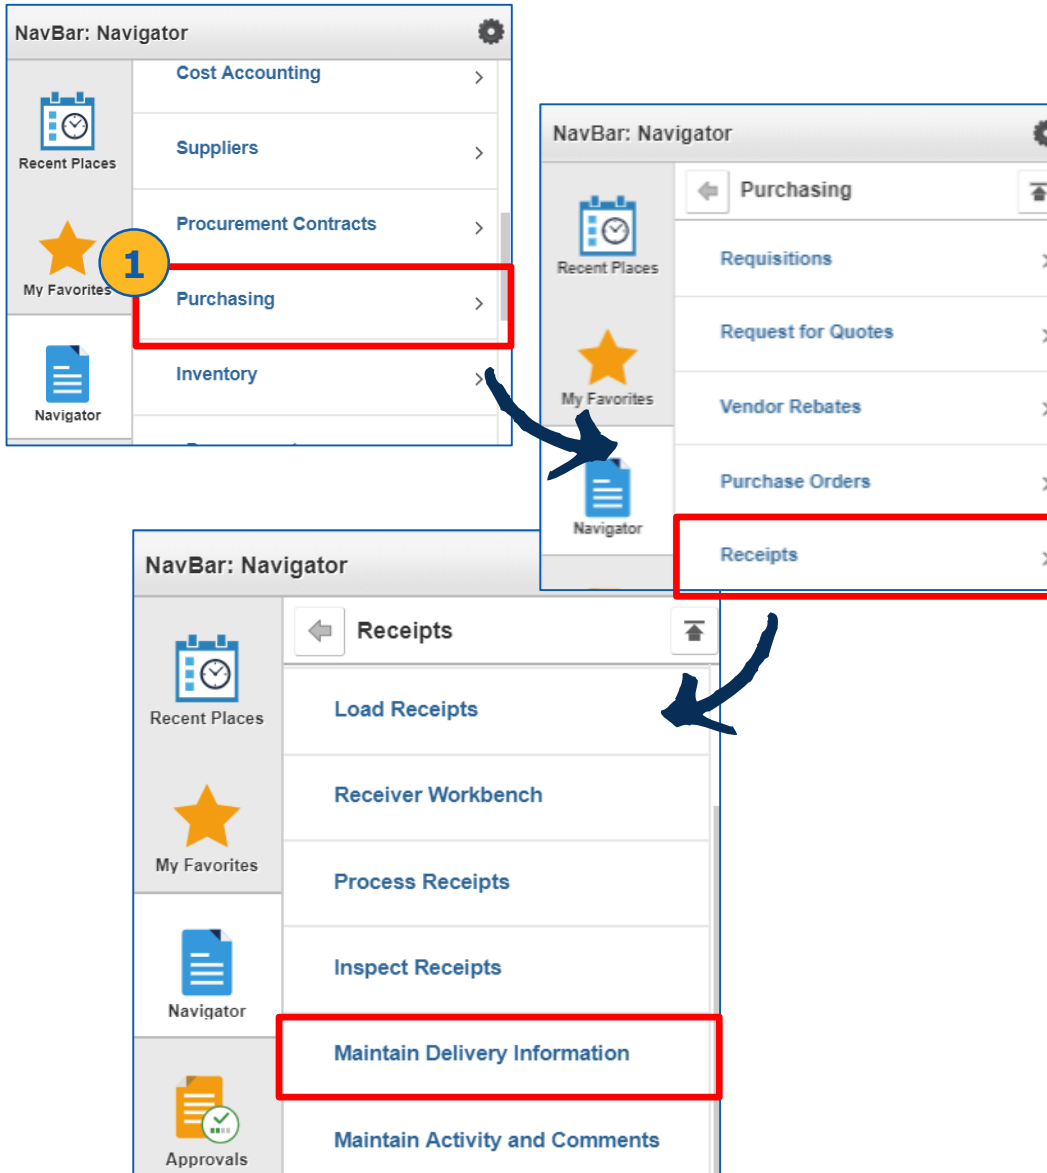 NavBar: Navigator
Recent Places
My Favorites
Navigator
Cost Accounting
Suppliers
Procurement Contracts
1
Purchasing
Inventory
NavBar: Navigator
Recent Places
My Favorites
Navigator
Purchasing
Requisitions
Request for Quotes
Vendor Rebates
Purchase Orders
Receipts
NavBar: Navigator
Recent Places
My Favorites
Navigator
Approvals
Receipts
Load Receipts
Receiver Workbench
Process Receipts
Inspect Receipts
Maintain Delivery Information
Maintain Activity and Comments